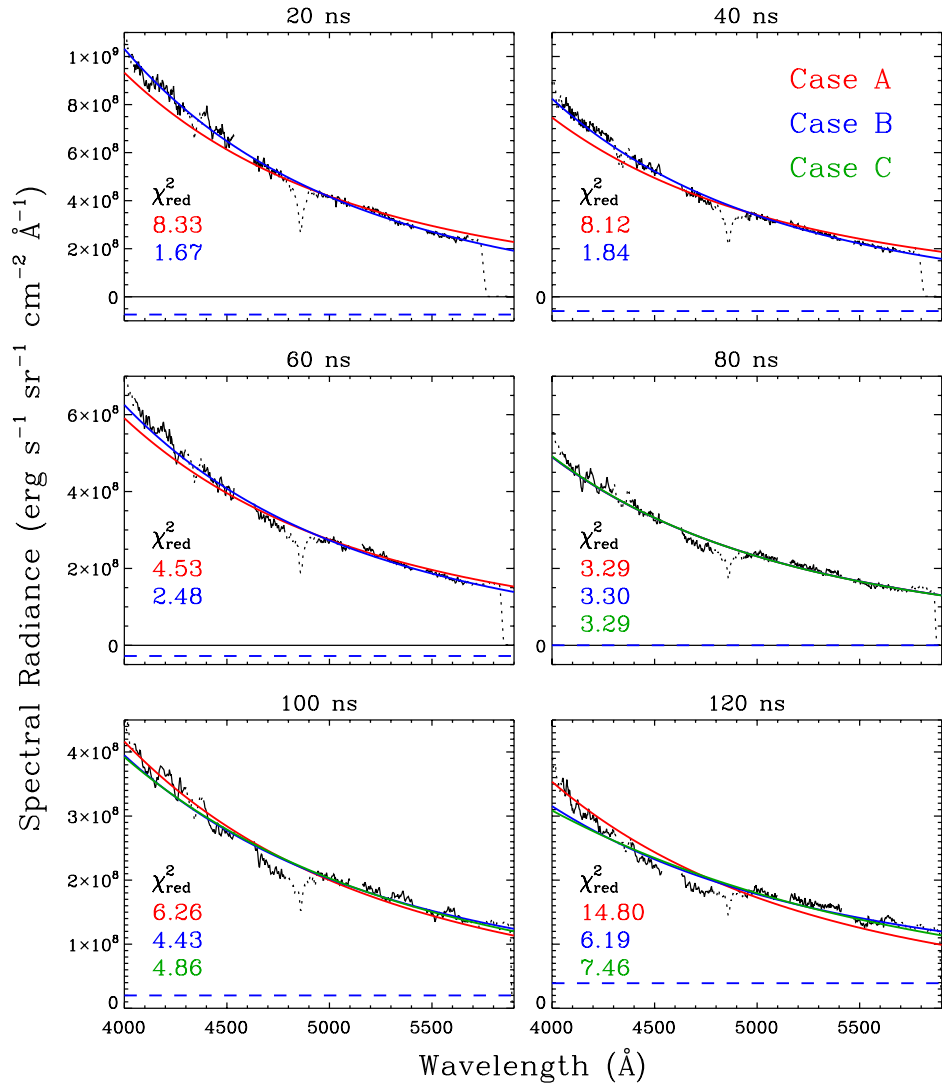 20 ns
40 ns
1×10⁹
8×10⁸
6×10⁸
4×10⁸
2×10⁸
0
χ²red
8.33
1.67
0
Case A
Case B
Case C
χ²red
8.12
1.84
60 ns
80 ns
6×10⁸
4×10⁸
2×10⁸
0
χ²red
4.53
2.48
χ²red
3.29
3.30
3.29
100 ns
120 ns
4×10⁸
3×10⁸
2×10⁸
1×10⁸
0
χ²red
6.26
4.43
4.86
0
χ²red
14.80
6.19
7.46
4000 4500 5000 5500
4000 4500 5000 5500
Wavelength (Å)
Spectral Radiance (erg s⁻¹ sr⁻¹ cm⁻² Å⁻¹)